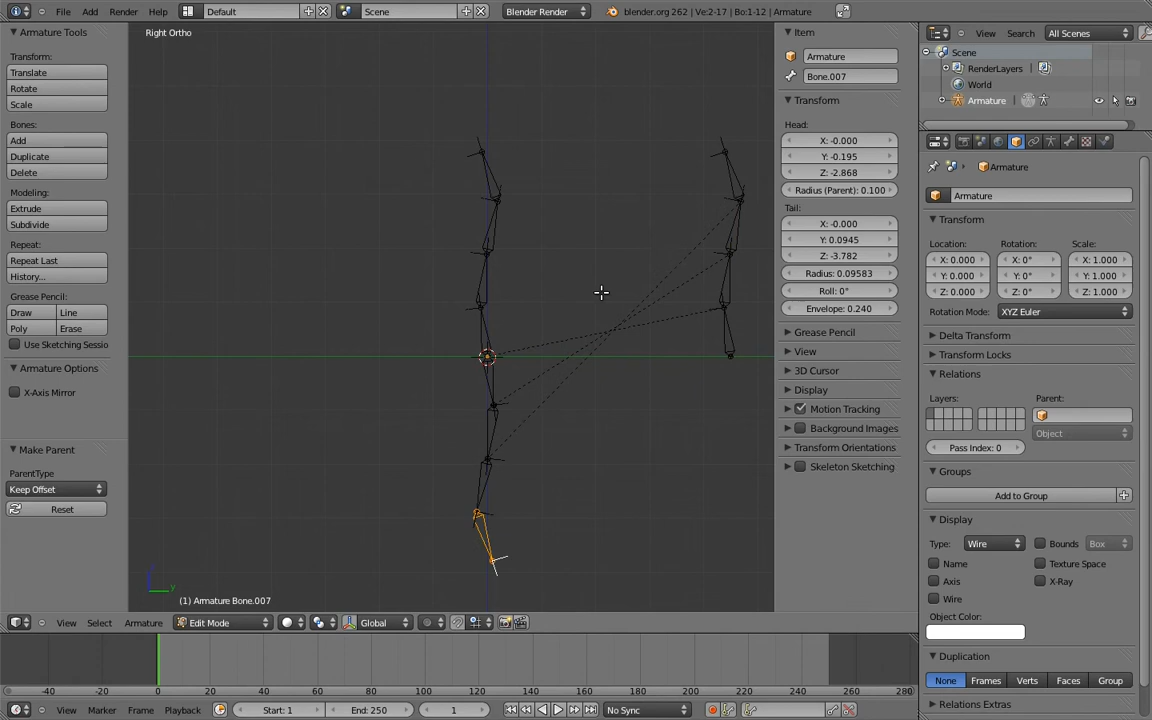 File Add Render Help Default Scene Blender Render blender.org 262 | Ve:2-17 | Bo:1-12 | Armature
Armature Tools
Transform:
Translate
Rotate
Scale
Bones:
Add
Duplicate
Delete
Modeling:
Extrude
Subdivide
Repeat:
Repeat Last
History...
Grease Pencil:
Draw Line
Poly Erase
Use Sketching Sessio
Armature Options
X-Axis Mirror
Make Parent
ParentType
Keep Offset
Reset
Right Ortho
z
y
(1) Armature Bone.007
Item
Armature
Bone.007
Transform
Head:
X: -0.000
Y: -0.195
Z: -2.868
Radius (Parent): 0.100
Tail:
X: -0.000
Y: 0.0945
Z: -3.782
Radius: 0.09583
Roll: 0°
Envelope: 0.240
Grease Pencil
View
3D Cursor
Display
Motion Tracking
Background Images
Transform Orientations
Skeleton Sketching
View Search All Scenes
Scene
RenderLayers |
World
Armature |
Armature
Armature
Transform
Location: Rotation: Scale:
X: 0.000 X: 0° X: 1.000
Y: 0.000 Y: 0° Y: 1.000
Z: 0.000 Z: 0° Z: 1.000
Rotation Mode: XYZ Euler
Delta Transform
Transform Locks
Relations
Layers: Parent:
Object
Pass Index: 0
Groups
Add to Group
Display
Type: Wire Bounds Box
Name Texture Space
Axis X-Ray
Wire
Object Color:
Duplication
None Frames Verts Faces Group
Relations Extras
View Select Armature Edit Mode Global
-40 -20 0 20 40 60 80 100 120 140 160 180 200 220 240 260 280
View Marker Frame Playback Start: 1 End: 250 1 No Sync